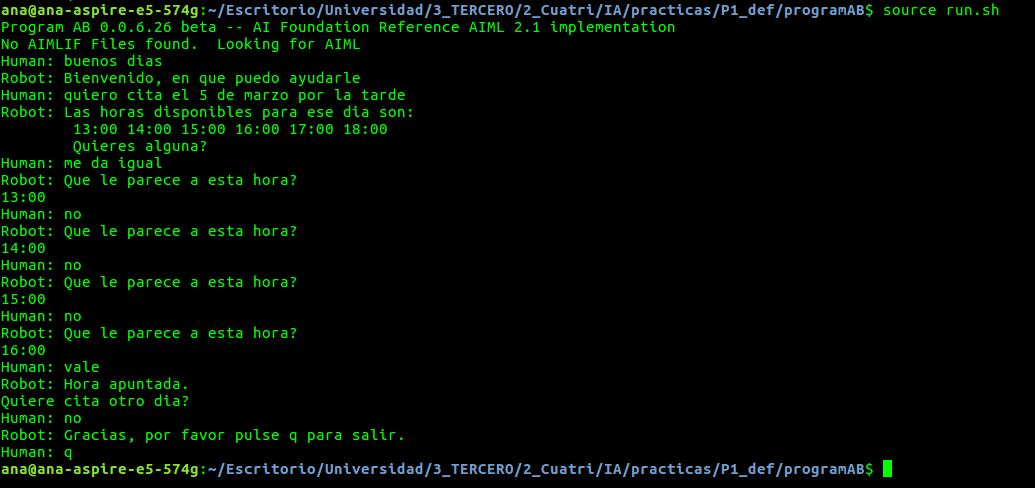 ana@ana-aspire-e5-574g:~/Escritorio/Universidad/3_TERCERO/2_Cuatri/IA/practicas/P1_def/programAB$ source run.sh
Program AB 0.0.6.26 beta -- AI Foundation Reference AIML 2.1 implementation
No AIMLIF Files found.  Looking for AIML
Human: buenos dias
Robot: Bienvenido, en que puedo ayudarle
Human: quiero cita el 5 de marzo por la tarde
Robot: Las horas disponibles para ese dia son:
        13:00 14:00 15:00 16:00 17:00 18:00
        Quieres alguna?
Human: me da igual
Robot: Que le parece a esta hora?
13:00
Human: no
Robot: Que le parece a esta hora?
14:00
Human: no
Robot: Que le parece a esta hora?
15:00
Human: no
Robot: Que le parece a esta hora?
16:00
Human: vale
Robot: Hora apuntada.
Quiere cita otro dia?
Human: no
Robot: Gracias, por favor pulse q para salir.
Human: q
ana@ana-aspire-e5-574g:~/Escritorio/Universidad/3_TERCERO/2_Cuatri/IA/practicas/P1_def/programAB$